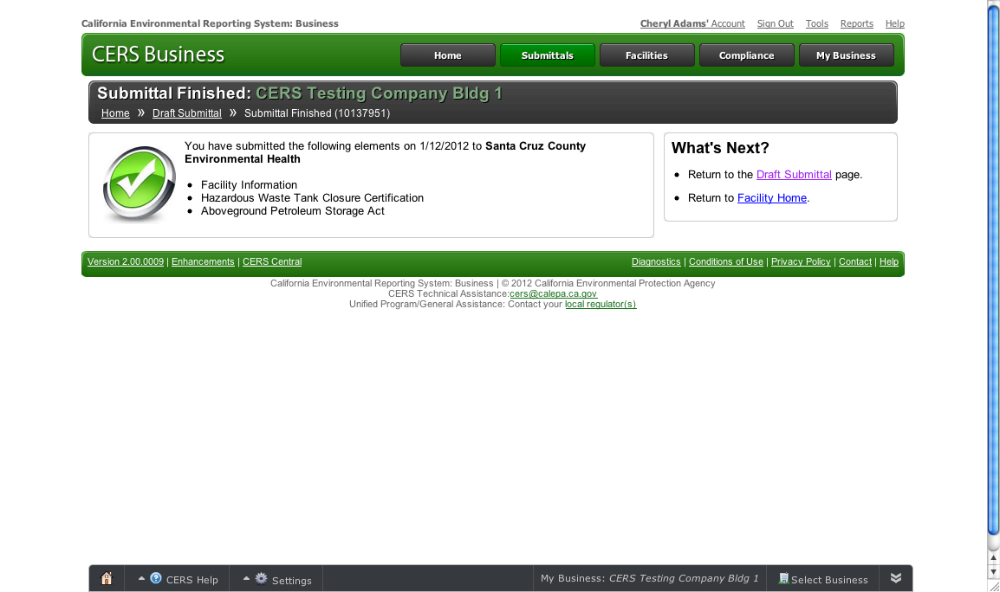 California Environmental Reporting System: Business
Cheryl Adams' Account Sign Out Tools Reports Help
CERS Business
Home Submittals Facilities Compliance My Business
Submittal Finished: CERS Testing Company Bldg 1
Home » Draft Submittal » Submittal Finished (10137951)
You have submitted the following elements on 1/12/2012 to Santa Cruz County
Environmental Health
• Facility Information
• Hazardous Waste Tank Closure Certification
• Aboveground Petroleum Storage Act
What's Next?
• Return to the Draft Submittal page.
• Return to Facility Home.
Version 2.00.0009 | Enhancements | CERS Central
Diagnostics | Conditions of Use | Privacy Policy | Contact | Help
California Environmental Reporting System: Business | © 2012 California Environmental Protection Agency
CERS Technical Assistance:cers@calepa.ca.gov
Unified Program/General Assistance: Contact your local regulator(s)
CERS Help Settings My Business: CERS Testing Company Bldg 1 Select Business